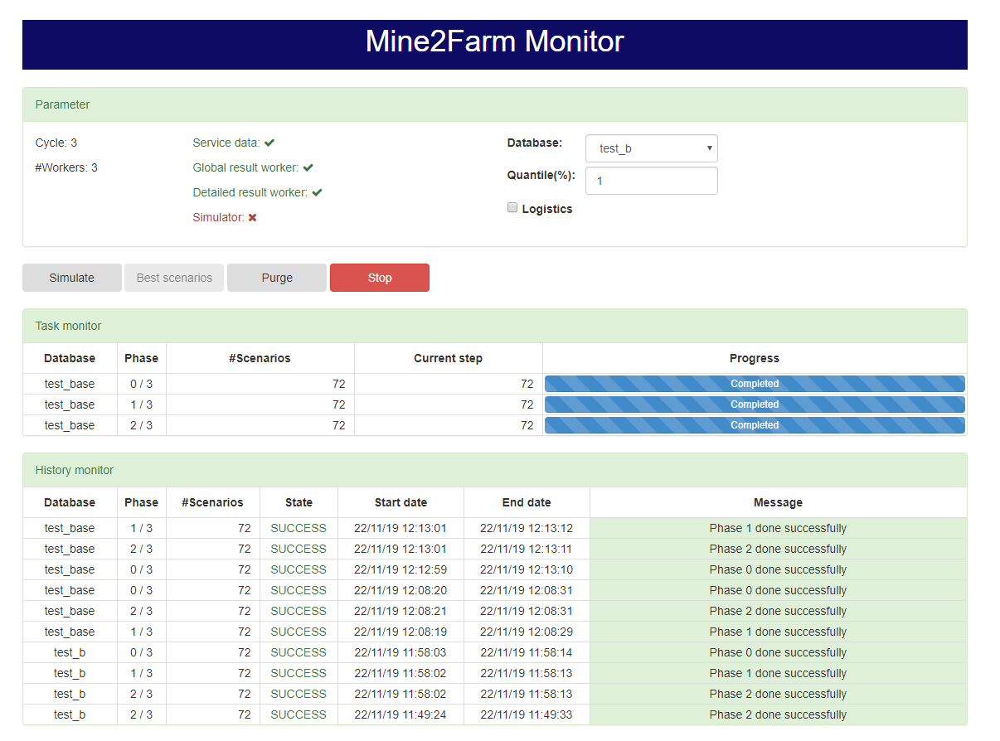 Mine2Farm Monitor
Parameter
Cycle: 3
#Workers: 3
Service data: ✔
Global result worker: ✔
Detailed result worker: ✔
Simulator: ✖
Database: test_b
Quantile(%): 1
Logistics
Simulate Best scenarios Purge Stop
Task monitor
Database Phase #Scenarios Current step Progress
test_base 0 / 3 72 72 Completed
test_base 1 / 3 72 72 Completed
test_base 2 / 3 72 72 Completed
History monitor
Database Phase #Scenarios State Start date End date Message
test_base 1 / 3 72 SUCCESS 22/11/19 12:13:01 22/11/19 12:13:12 Phase 1 done successfully
test_base 2 / 3 72 SUCCESS 22/11/19 12:13:01 22/11/19 12:13:11 Phase 2 done successfully
test_base 0 / 3 72 SUCCESS 22/11/19 12:12:59 22/11/19 12:13:10 Phase 0 done successfully
test_base 0 / 3 72 SUCCESS 22/11/19 12:08:20 22/11/19 12:08:31 Phase 0 done successfully
test_base 2 / 3 72 SUCCESS 22/11/19 12:08:21 22/11/19 12:08:31 Phase 2 done successfully
test_base 1 / 3 72 SUCCESS 22/11/19 12:08:19 22/11/19 12:08:29 Phase 1 done successfully
test_b 0 / 3 72 SUCCESS 22/11/19 11:58:03 22/11/19 11:58:14 Phase 0 done successfully
test_b 1 / 3 72 SUCCESS 22/11/19 11:58:02 22/11/19 11:58:13 Phase 1 done successfully
test_b 2 / 3 72 SUCCESS 22/11/19 11:58:02 22/11/19 11:58:13 Phase 2 done successfully
test_b 2 / 3 72 SUCCESS 22/11/19 11:49:24 22/11/19 11:49:33 Phase 2 done successfully